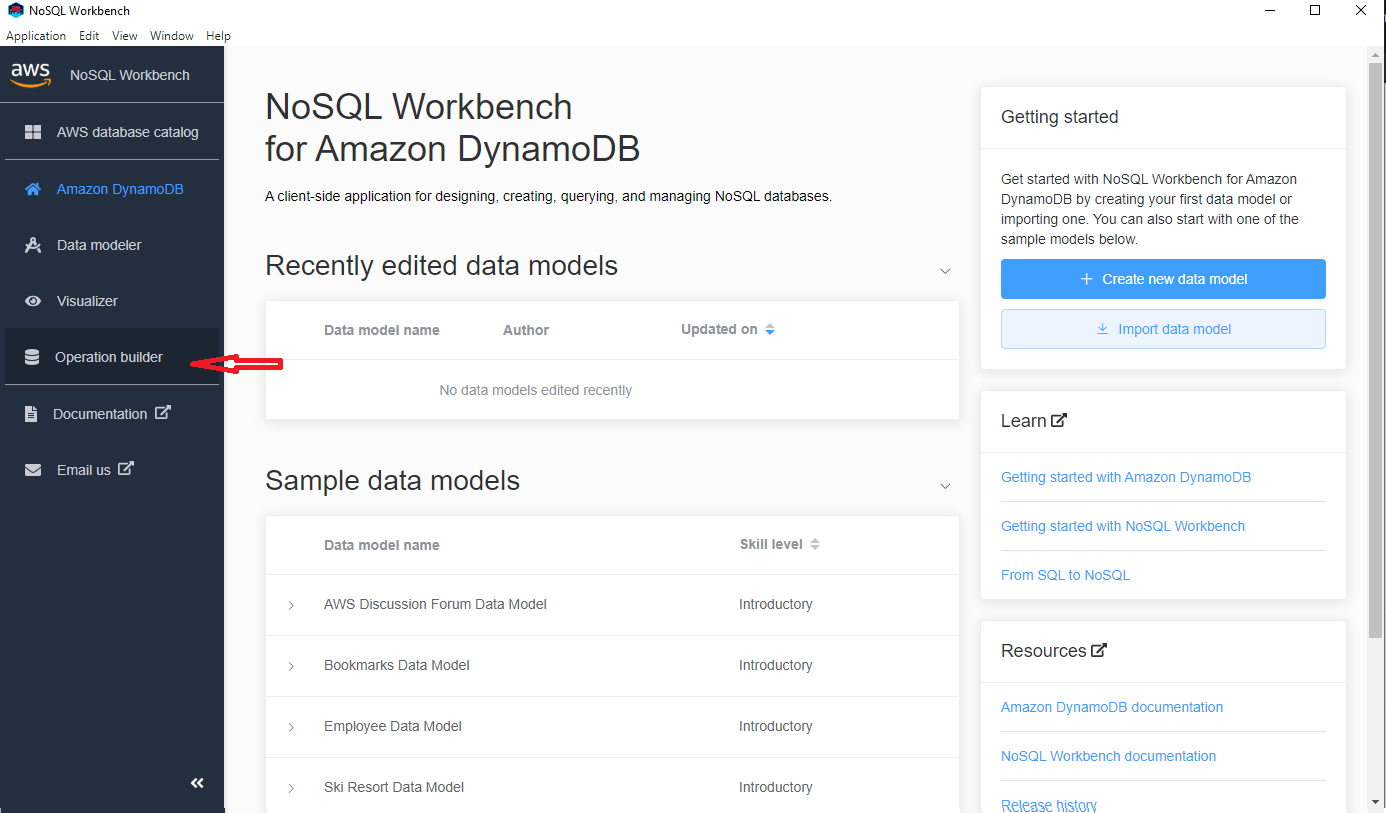 NoSQL Workbench
Application Edit View Window Help
aws NoSQL Workbench
AWS database catalog
Amazon DynamoDB
Data modeler
Visualizer
Operation builder
Documentation
Email us
NoSQL Workbench
for Amazon DynamoDB
A client-side application for designing, creating, querying, and managing NoSQL databases.
Recently edited data models
Data model name Author Updated on
No data models edited recently
Sample data models
Data model name Skill level
AWS Discussion Forum Data Model Introductory
Bookmarks Data Model Introductory
Employee Data Model Introductory
Ski Resort Data Model Introductory
Getting started
Get started with NoSQL Workbench for Amazon
DynamoDB by creating your first data model or
importing one. You can also start with one of the
sample models below.
Create new data model
Import data model
Learn
Getting started with Amazon DynamoDB
Getting started with NoSQL Workbench
From SQL to NoSQL
Resources
Amazon DynamoDB documentation
NoSQL Workbench documentation
Release history